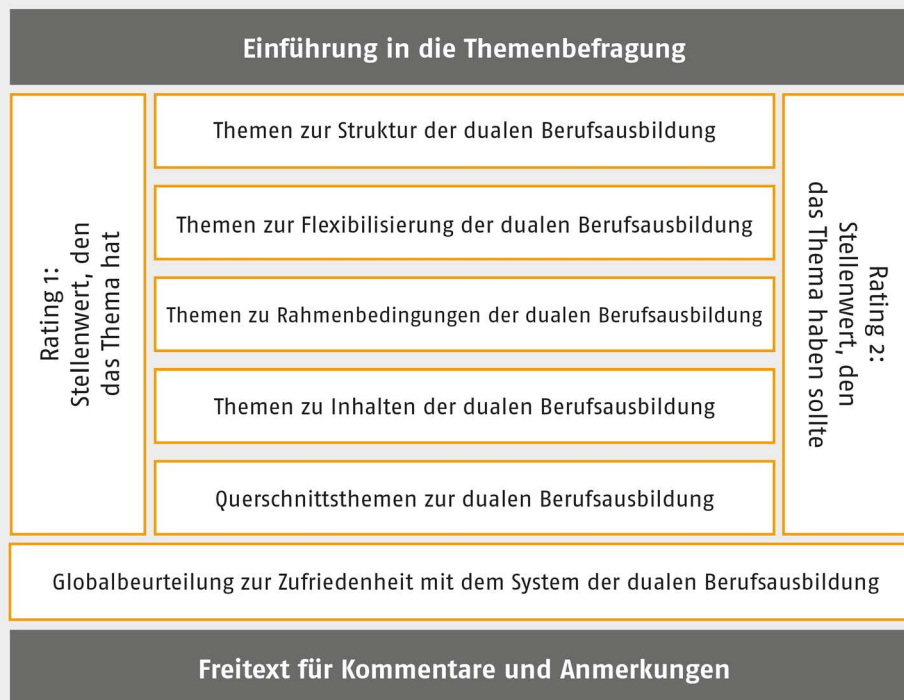 Einführung in die Themenbefragung
Rating 1:
Stellenwert, den
das Thema hat
Themen zur Struktur der dualen Berufsausbildung
Themen zur Flexibilisierung der dualen Berufsausbildung
Themen zu Rahmenbedingungen der dualen Berufsausbildung
Themen zu Inhalten der dualen Berufsausbildung
Querschnittsthemen zur dualen Berufsausbildung
Rating 2:
Stellenwert, den
das Thema haben sollte
Globalbeurteilung zur Zufriedenheit mit dem System der dualen Berufsausbildung
Freitext für Kommentare und Anmerkungen